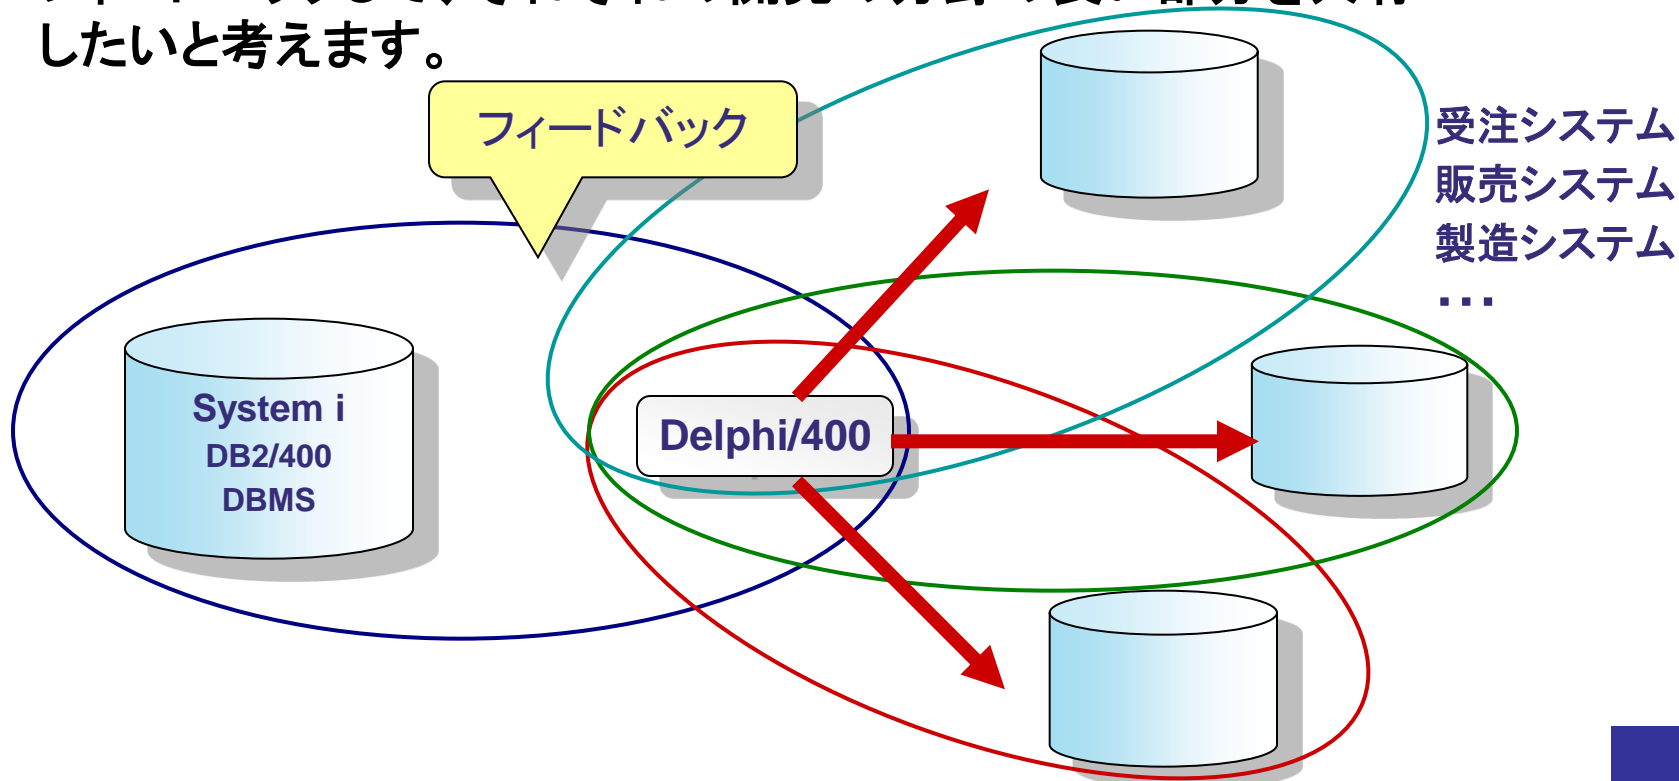 したいと考えます。
フィードバック
受注システム
販売システム
製造システム
・・・
System i
DB2/400
DBMS
Delphi/400